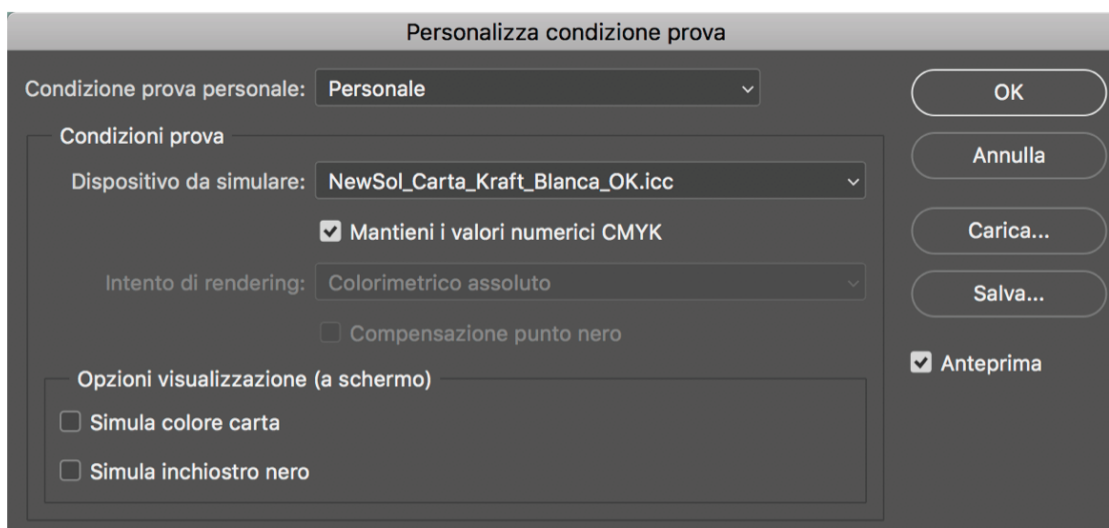 Personalizza condizione prova
Condizione prova personale: Personale
OK
Condizioni prova
Annulla
Dispositivo da simulare: NewSol_Carta_Kraft_Blanca_OK.icc
Mantieni i valori numerici CMYK
Carica...
Intento di rendering: Colorimetrico assoluto
Salva...
Compensazione punto nero
Anteprima
Opzioni visualizzazione (a schermo)
Simula colore carta
Simula inchiostro nero